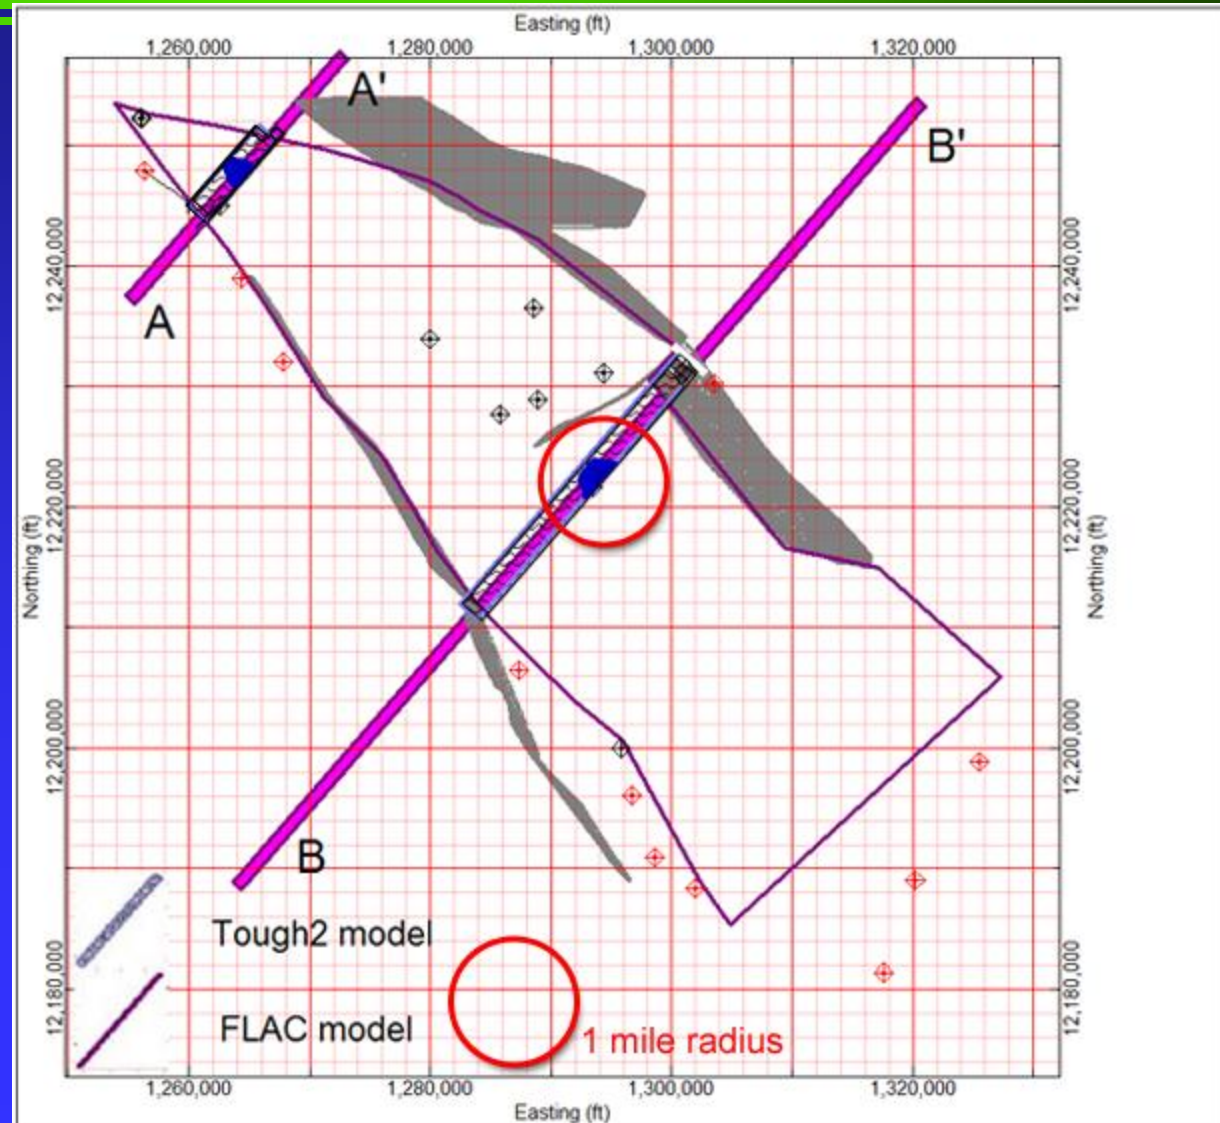 Easting (ft)
1,260,000 1,280,000 1,300,000 1,320,000
A'
B'
12,240,000 12,240,000
A
12,220,000 12,220,000
Northing (ft) Northing (ft)
12,200,000 12,200,000
B
Tough2 model
12,180,000 12,180,000
FLAC model
1 mile radius
1,260,000 1,280,000 1,300,000 1,320,000
Easting (ft)